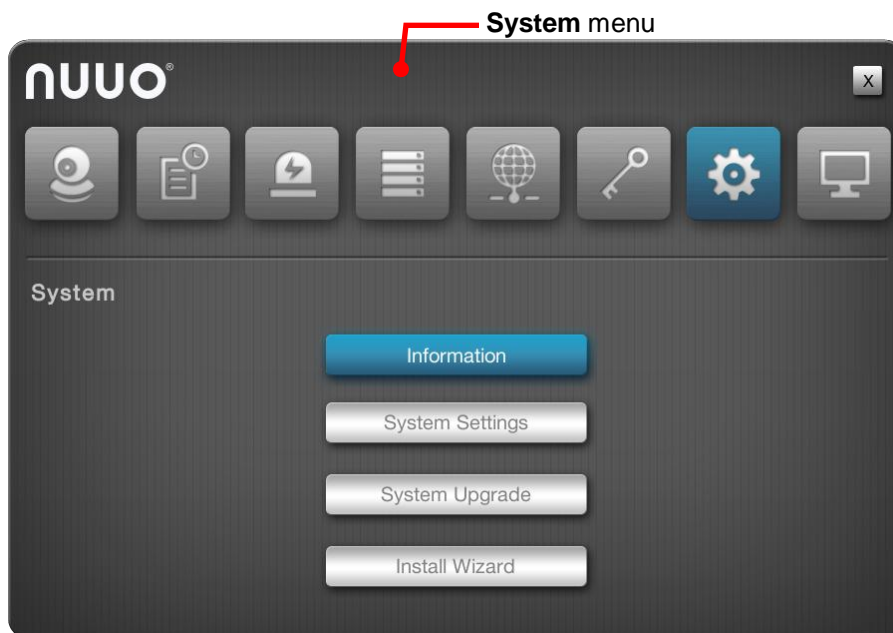 System menu
nuuo®
X
System
Information
System Settings
System Upgrade
Install Wizard